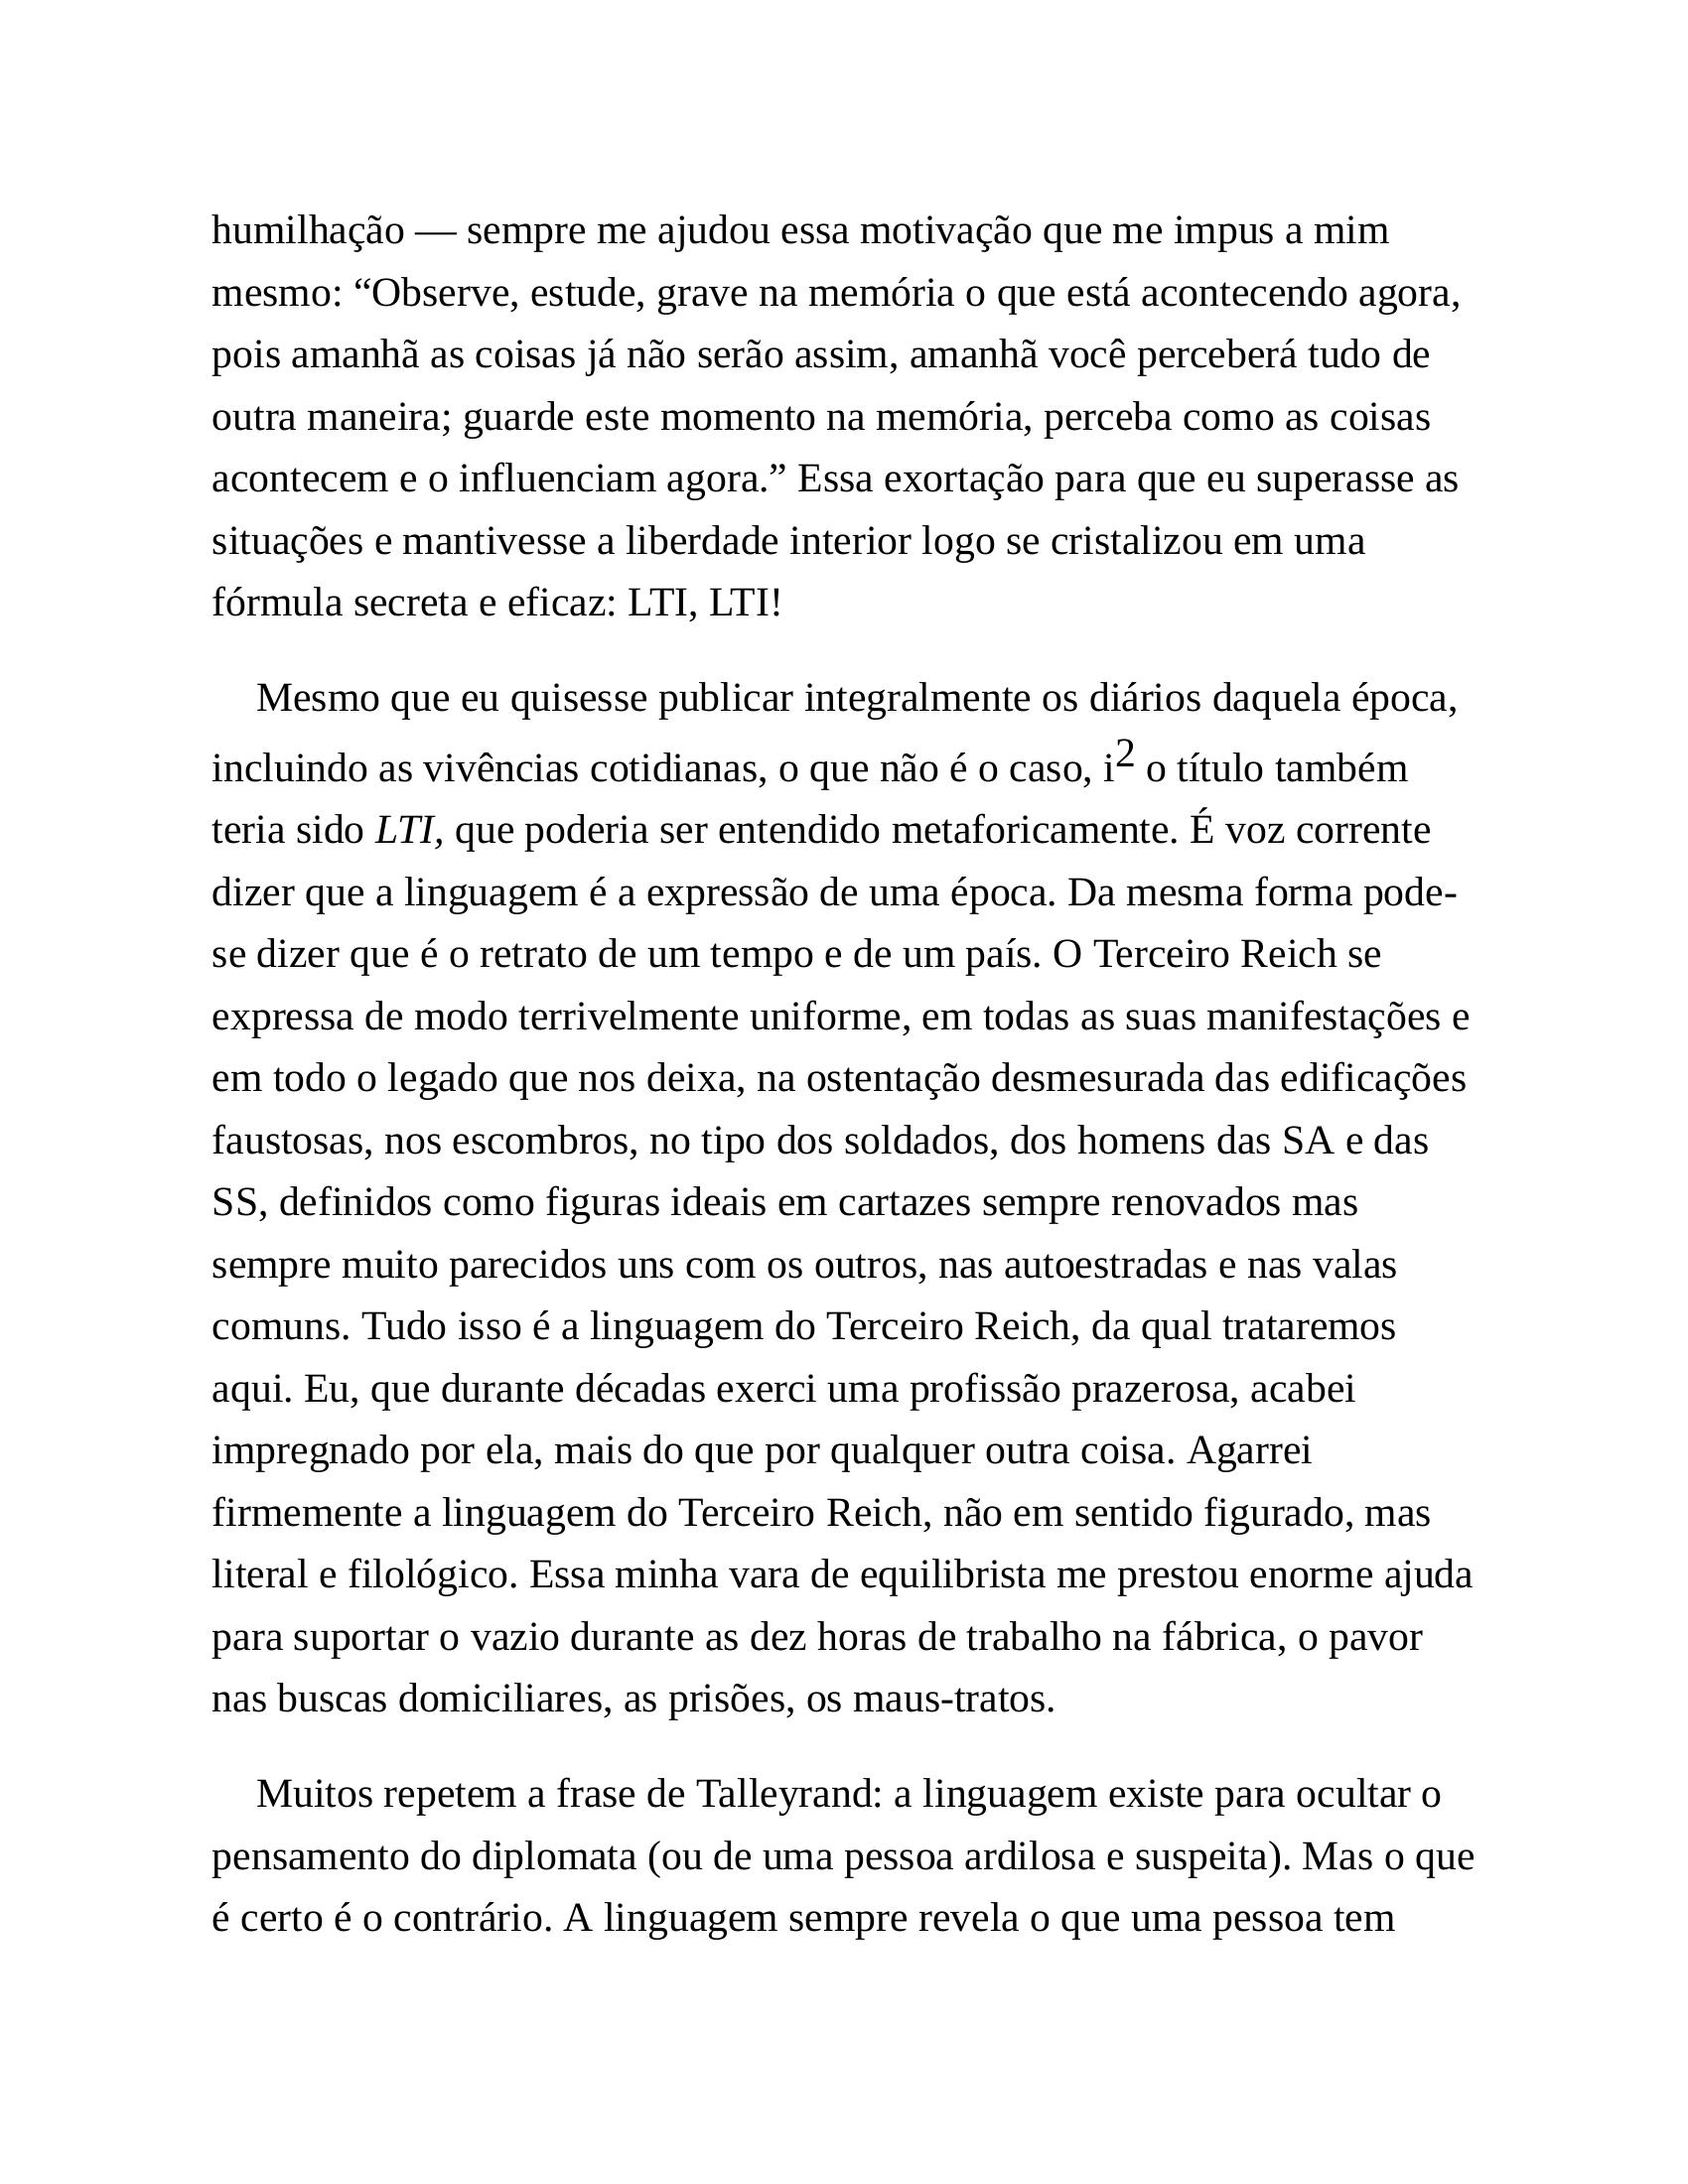 humilhação — sempre me ajudou essa motivação que me impus a mim
mesmo: “Observe, estude, grave na memória o que está acontecendo agora,
pois amanhã as coisas já não serão assim, amanhã você perceberá tudo de
outra maneira; guarde este momento na memória, perceba como as coisas
acontecem e o influenciam agora.” Essa exortação para que eu superasse as
situações e mantivesse a liberdade interior logo se cristalizou em uma
fórmula secreta e eficaz: LTI, LTI!
Mesmo que eu quisesse publicar integralmente os diários daquela época,
incluindo as vivências cotidianas, o que não é o caso, i2 o título também
teria sido LTI, que poderia ser entendido metaforicamente. É voz corrente
dizer que a linguagem é a expressão de uma época. Da mesma forma pode-
se dizer que é o retrato de um tempo e de um país. O Terceiro Reich se
expressa de modo terrivelmente uniforme, em todas as suas manifestações e
em todo o legado que nos deixa, na ostentação desmesurada das edificações
faustosas, nos escombros, no tipo dos soldados, dos homens das SA e das
SS, definidos como figuras ideais em cartazes sempre renovados mas
sempre muito parecidos uns com os outros, nas autoestradas e nas valas
comuns. Tudo isso é a linguagem do Terceiro Reich, da qual trataremos
aqui. Eu, que durante décadas exerci uma profissão prazerosa, acabei
impregnado por ela, mais do que por qualquer outra coisa. Agarrei
firmemente a linguagem do Terceiro Reich, não em sentido figurado, mas
literal e filológico. Essa minha vara de equilibrista me prestou enorme ajuda
para suportar o vazio durante as dez horas de trabalho na fábrica, o pavor
nas buscas domiciliares, as prisões, os maus-tratos.
Muitos repetem a frase de Talleyrand: a linguagem existe para ocultar o
pensamento do diplomata (ou de uma pessoa ardilosa e suspeita). Mas o que
é certo é o contrário. A linguagem sempre revela o que uma pessoa tem